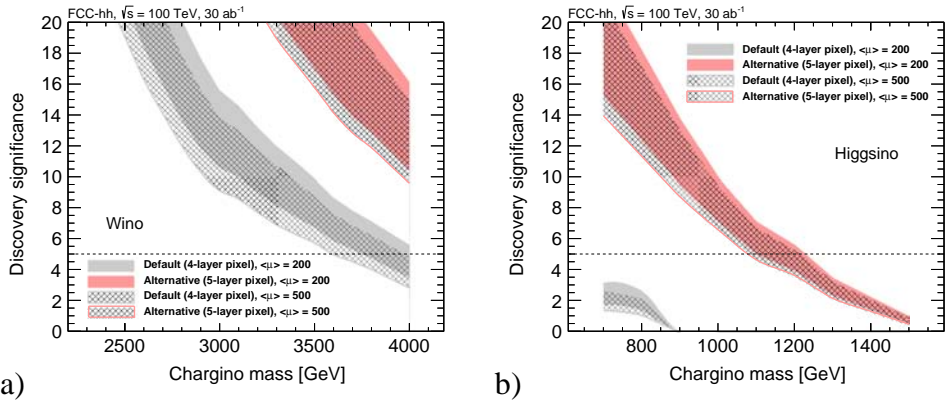 FCC-hh, √s = 100 TeV, 30 ab⁻¹
Discovery significance
20
18
16
14
12
10
8
6
4
2
0
Wino
Default (4-layer pixel), <μ> = 200
Alternative (5-layer pixel), <μ> = 200
Default (4-layer pixel), <μ> = 500
Alternative (5-layer pixel), <μ> = 500
2500 3000 3500 4000
Chargino mass [GeV]
a)
FCC-hh, √s = 100 TeV, 30 ab⁻¹
Discovery significance
20
18
16
14
12
10
8
6
4
2
0
Default (4-layer pixel), <μ> = 200
Alternative (5-layer pixel), <μ> = 200
Default (4-layer pixel), <μ> = 500
Alternative (5-layer pixel), <μ> = 500
Higgsino
800 1000 1200 1400
Chargino mass [GeV]
b)